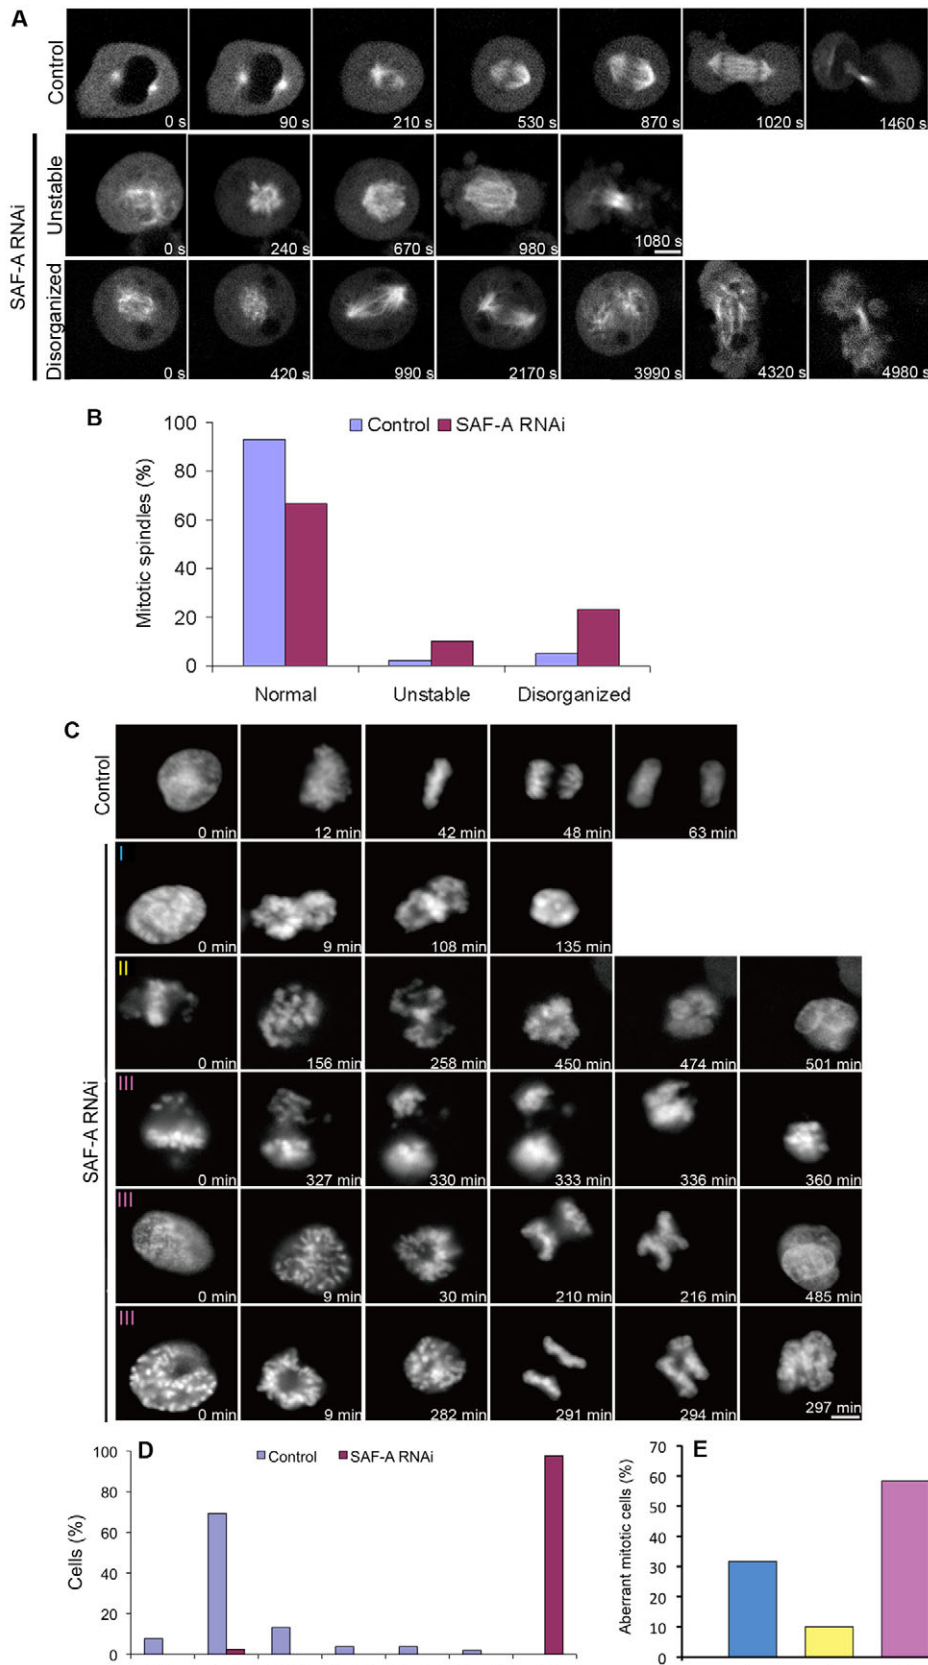 A
Control
0 s
90 s
210 s
530 s
870 s
1020 s
1460 s
SAF-A RNAi
Unstable
0 s
240 s
670 s
980 s
1080 s
Disorganized
0 s
420 s
990 s
2170 s
3990 s
4320 s
4980 s
B
Control
SAF-A RNAi
Mitotic spindles (%)
100
80
60
40
20
0
Normal
Unstable
Disorganized
C
Control
0 min
12 min
42 min
48 min
63 min
SAF-A RNAi
I
0 min
9 min
108 min
135 min
II
0 min
156 min
258 min
450 min
474 min
501 min
III
0 min
327 min
330 min
333 min
336 min
360 min
III
0 min
9 min
30 min
210 min
216 min
485 min
III
0 min
9 min
282 min
291 min
294 min
297 min
D
Control
SAF-A RNAi
Cells (%)
100
80
60
40
20
0
E
Aberrant mitotic cells (%)
70
60
50
40
30
20
10
0